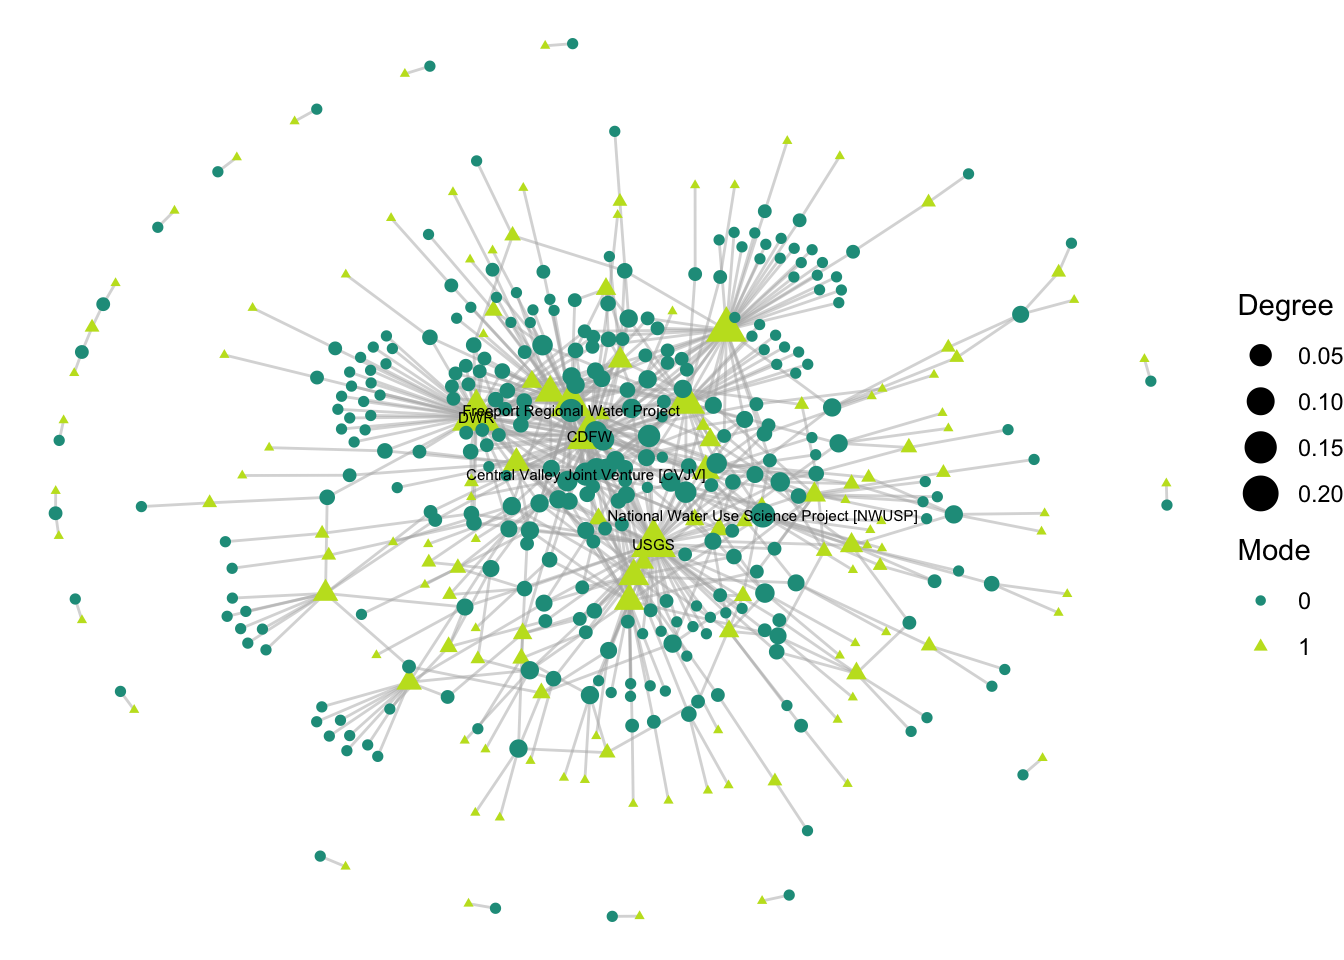 Freeport Regional Water Project
DWR
CDFW
Central Valley Joint Venture [CVJV]
National Water Use Science Project [NWUSP]
USGS
Degree
0.05
0.10
0.15
0.20
Mode
0
1